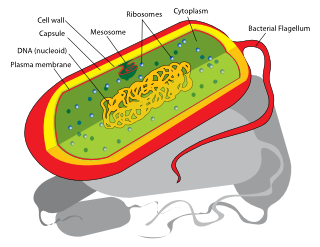 Cell wall
Capsule
DNA (nucleoid)
Plasma membrane
Mesosome
Ribosomes
Cytoplasm
Bacterial Flagellum